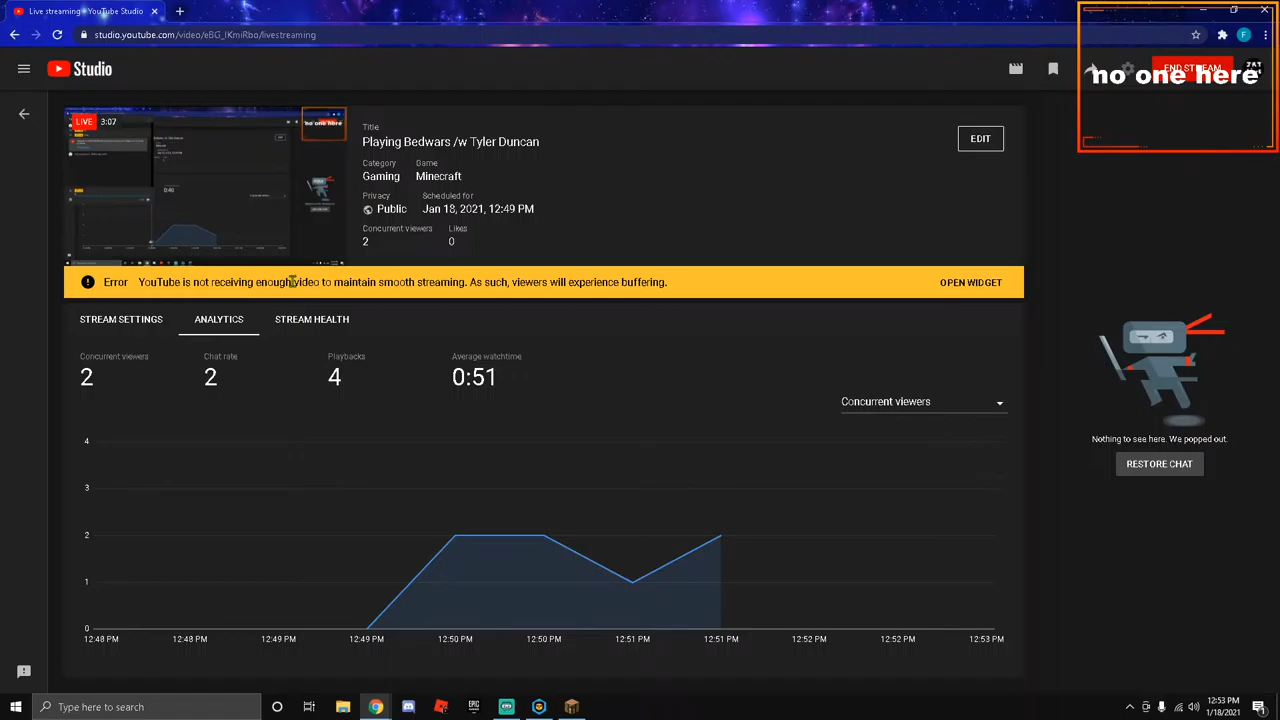 Live streaming - YouTube Studio
studio.youtube.com/video/eBG_IKmiRbo/livestreaming
F
Studio
END STREAM
no one here
LIVE 3:07
Title
Playing Bedwars /w Tyler Duncan
EDIT
Category Game
Gaming Minecraft
Privacy Scheduled for
Public Jan 18, 2021, 12:49 PM
Concurrent viewers Likes
2 0
Error YouTube is not receiving enough video to maintain smooth streaming. As such, viewers will experience buffering. OPEN WIDGET
STREAM SETTINGS ANALYTICS STREAM HEALTH
Concurrent viewers Chat rate Playbacks Average watchtime
2 2 4 0:51
Concurrent viewers
4
3
2
1
0
12:48 PM 12:48 PM 12:49 PM 12:49 PM 12:50 PM 12:50 PM 12:51 PM 12:51 PM 12:52 PM 12:52 PM 12:53 PM
Nothing to see here. We popped out.
RESTORE CHAT
Type here to search
EPIC
12:53 PM
1/18/2021